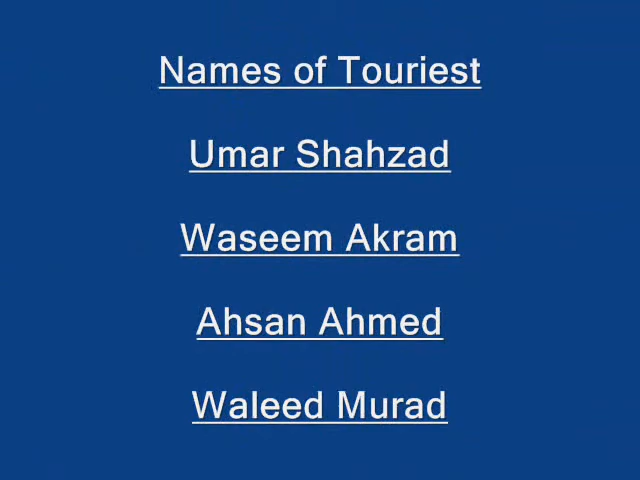 Names of Touriest
Umar Shahzad
Waseem Akram
Ahsan Ahmed
Waleed Murad